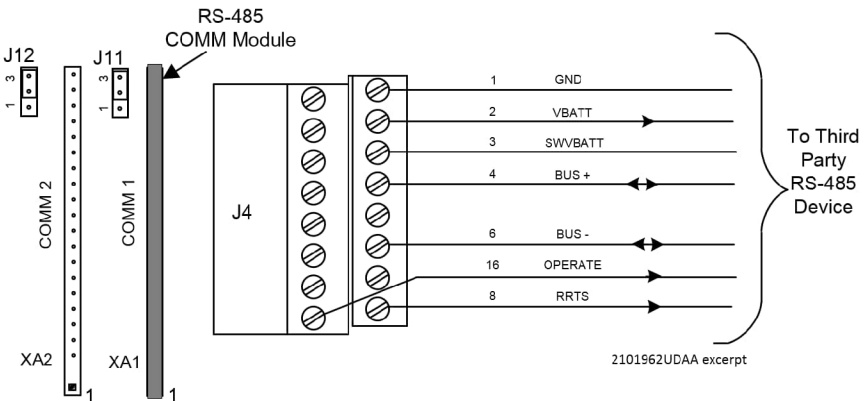 RS-485
COMM Module
J12
J11
3
1
3
1
COMM 2
COMM 1
XA2
XA1
1
1
J4
1 GND
2 VBATT
3 SWVBATT
4 BUS +
6 BUS -
16 OPERATE
8 RRTS
To Third
Party
RS-485
Device
2101962UDAA excerpt